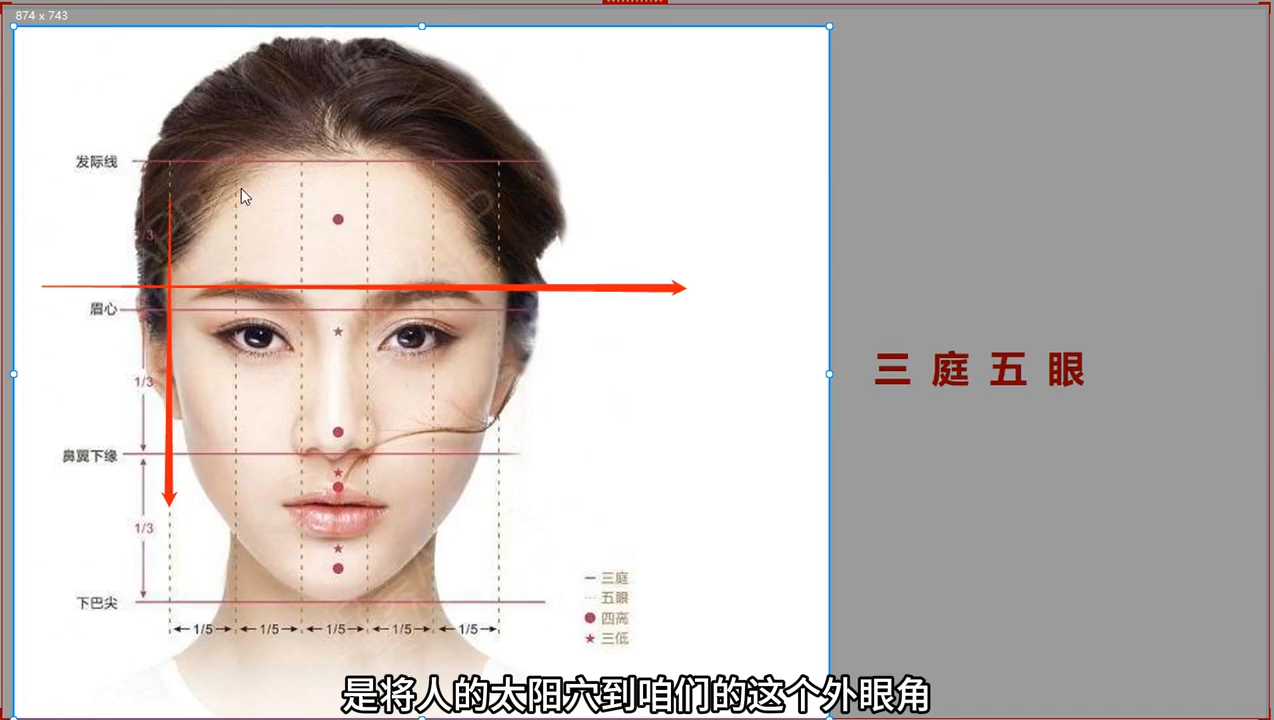 874 x 743
发际线
1/3
眉心
1/3
三庭五眼
鼻翼下缘
1/3
三庭
五眼
下巴尖
四高
1/5 1/5 1/5 1/5 1/5
三低
是将人的太阳穴到咱们的这个外眼角